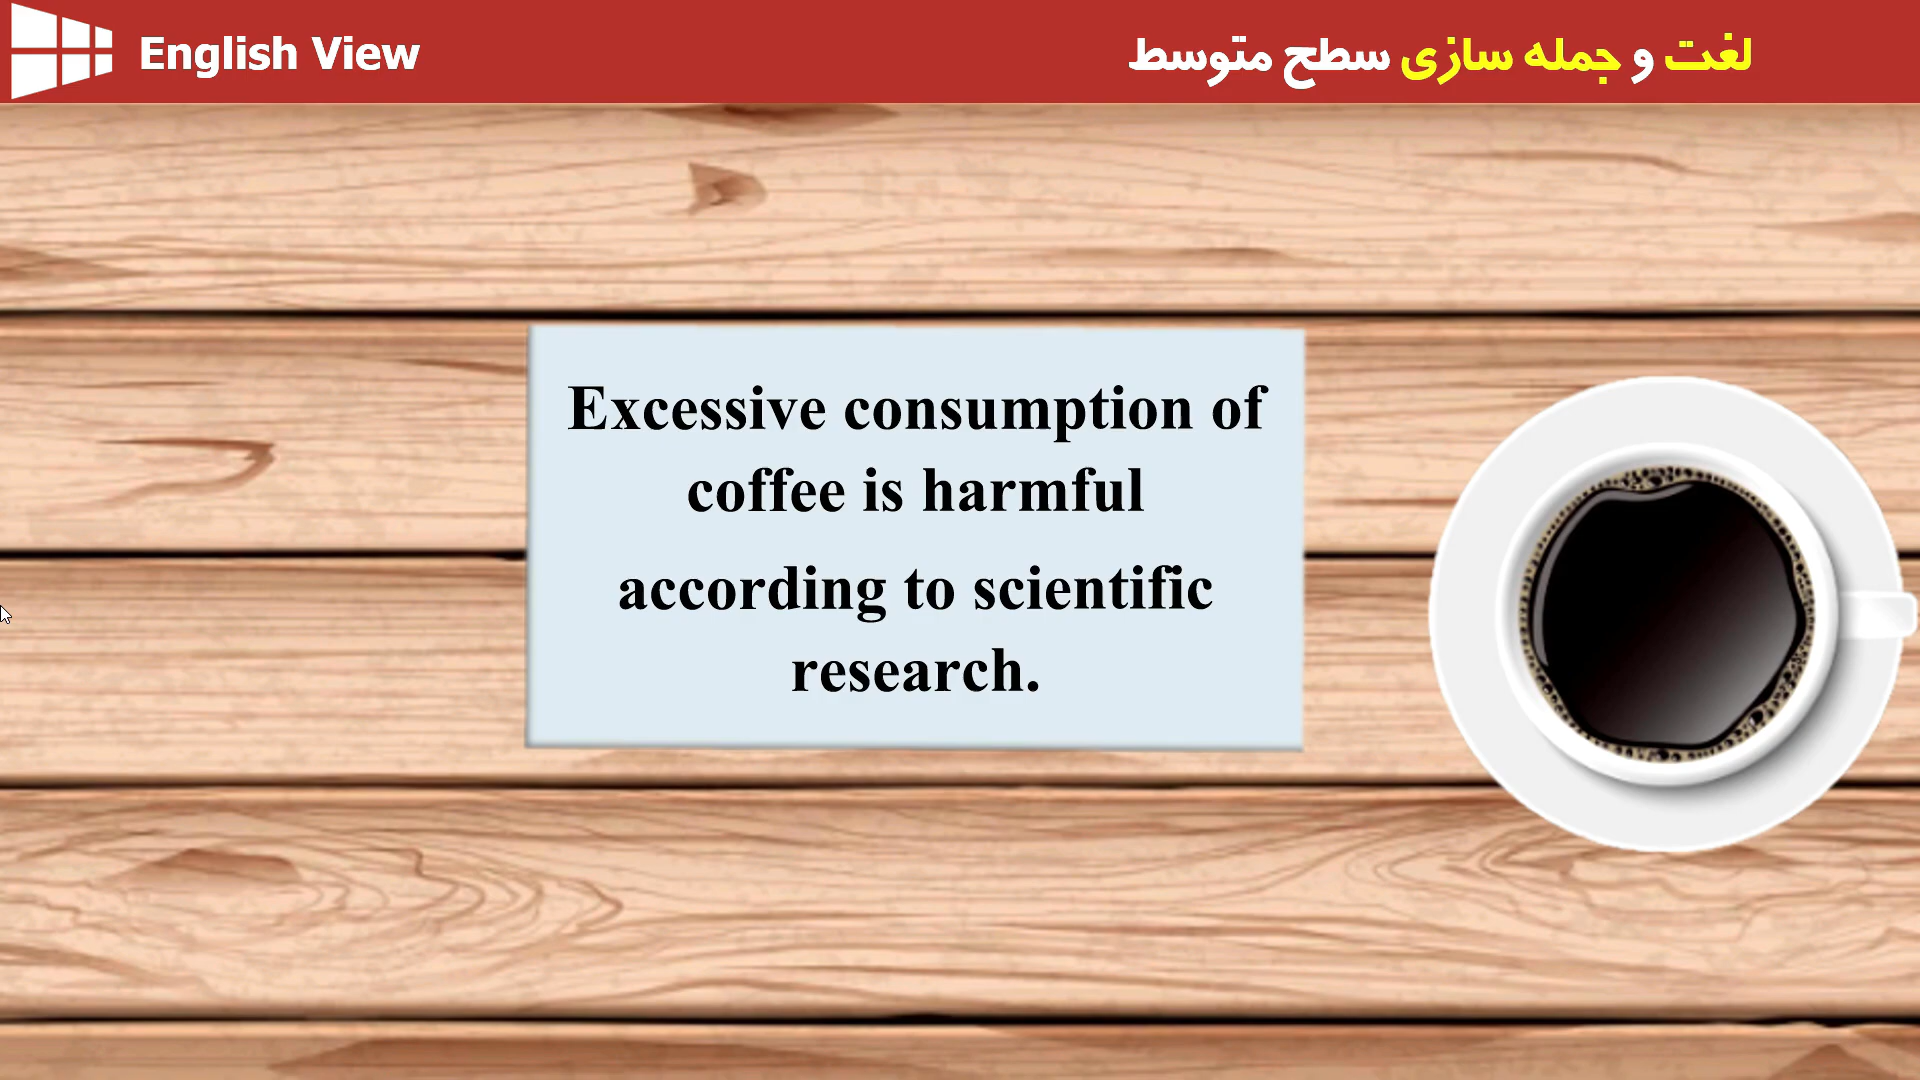 English View
لغت و جمله سازی سطح متوسط
Excessive consumption of
coffee is harmful
according to scientific
research.